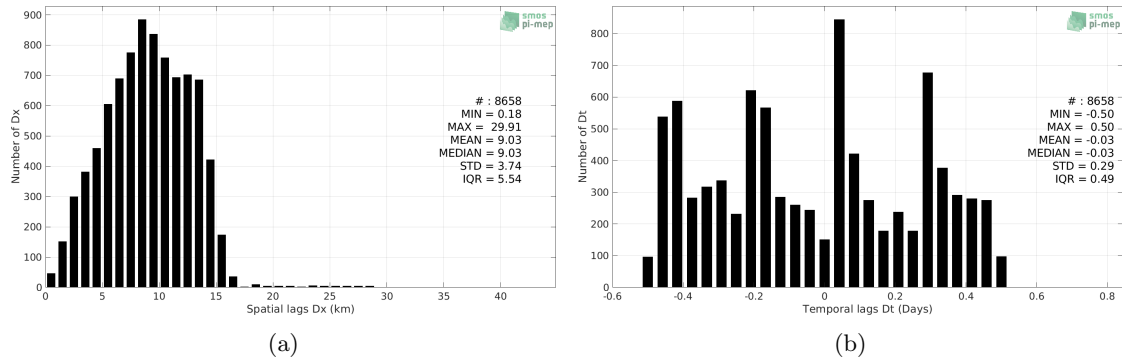 900
800
700
600
500
400
300
200
100
0
Number of Dx
0 5 10 15 20 25 30 35 40
Spatial lags Dx (km)
smos
pi-mep
# : 8658
MIN = 0.18
MAX = 29.91
MEAN = 9.03
MEDIAN = 9.03
STD = 3.74
IQR = 5.54
(a)
800
700
600
500
400
300
200
100
0
Number of Dt
-0.6 -0.4 -0.2 0 0.2 0.4 0.6 0.8
Temporal lags Dt (Days)
smos
pi-mep
# : 8658
MIN = -0.50
MAX = 0.50
MEAN = -0.03
MEDIAN = -0.03
STD = 0.29
IQR = 0.49
(b)